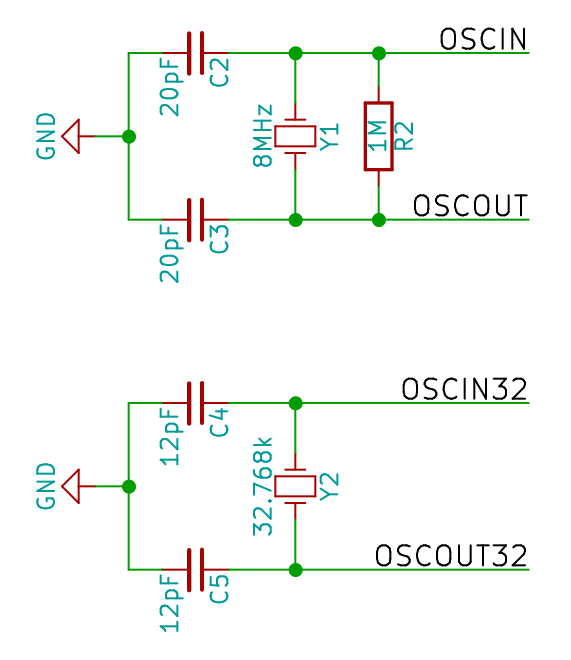 OSCIN
20pF
C2
GND
8MHz
Y1
1M
R2
OSCOUT
20pF
C3
OSCIN32
12pF
C4
GND
32.768k
Y2
OSCOUT32
12pF
C5